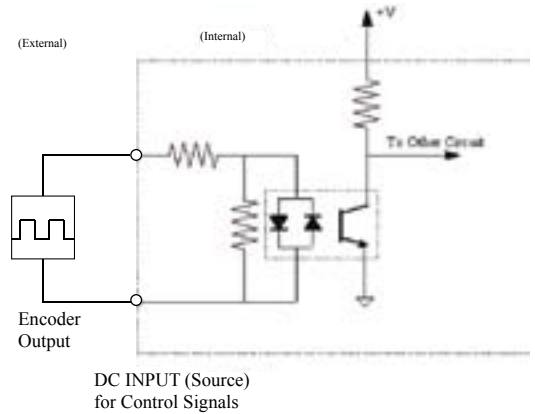 +V
(External)
(Internal)
To Other Circuit
Encoder
Output
DC INPUT (Source)
for Control Signals